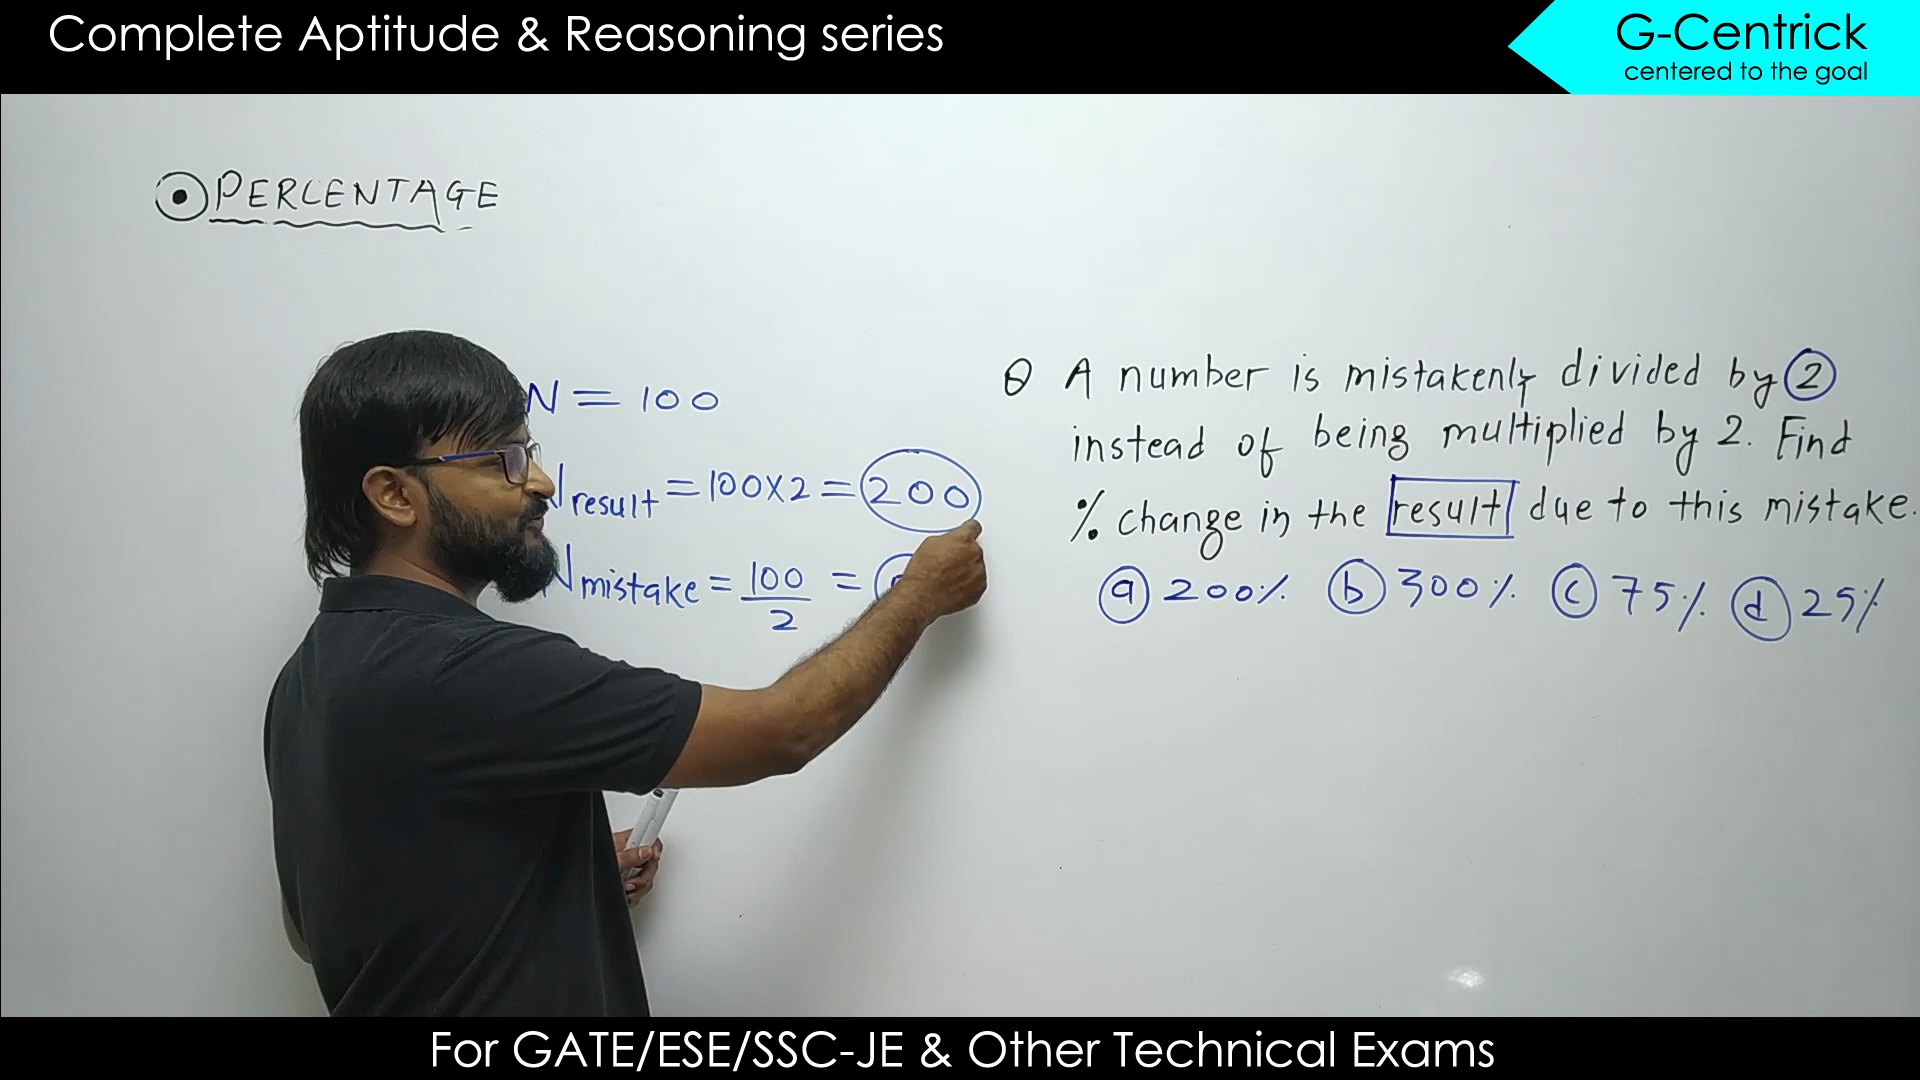 Complete Aptitude & Reasoning series
G-Centrick
centered to the goal
PERCENTAGE
N = 100
result = 100X2 = 200
mistake = 100/2 =
Q A number is mistakenly divided by 2
instead of being multiplied by 2. Find
% change in the result due to this mistake.
a 200% b 300% c 75% d 25%
For GATE/ESE/SSC-JE & Other Technical Exams